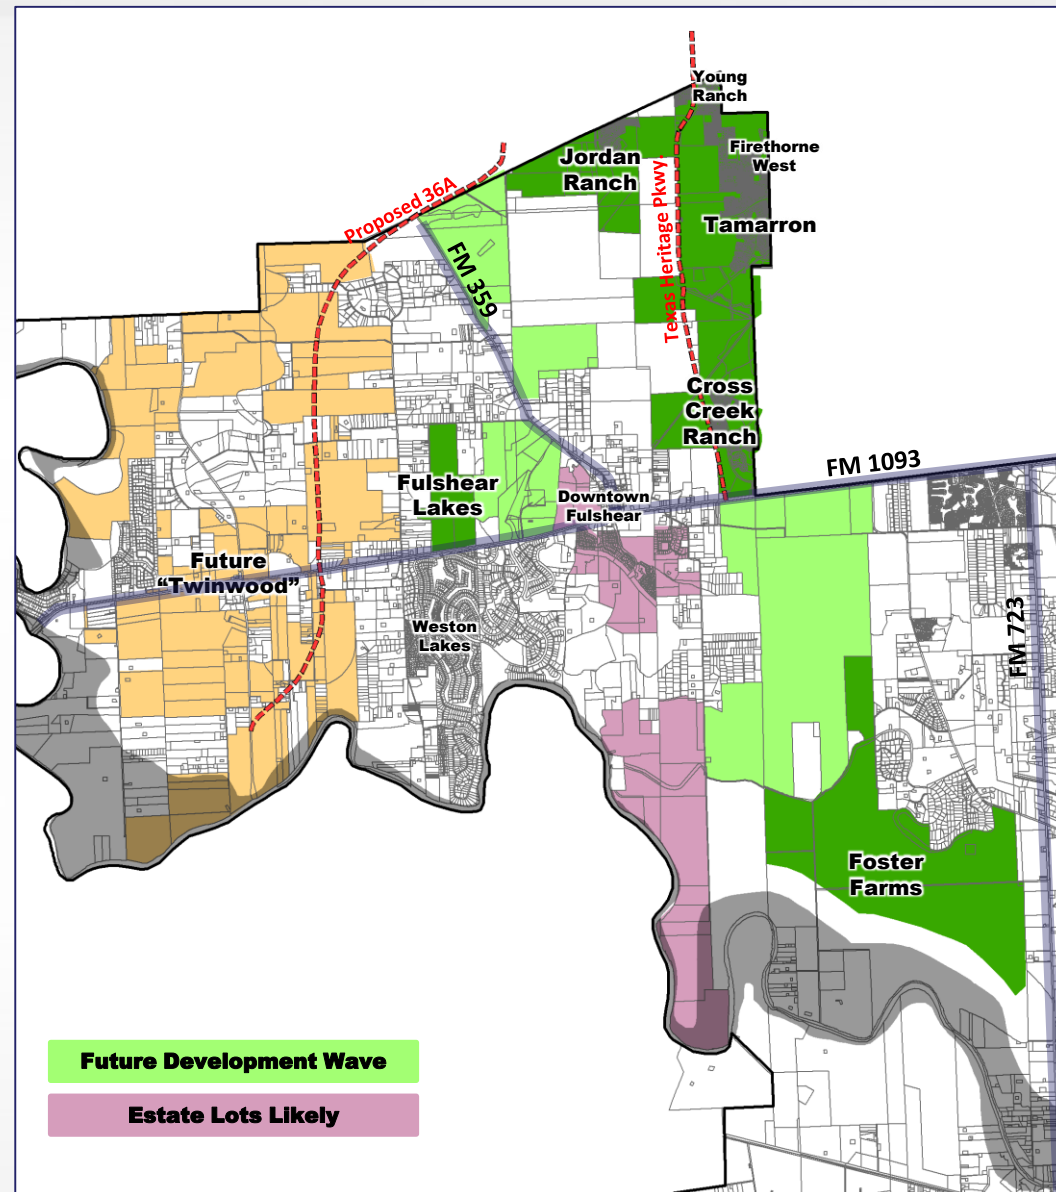 Young
Ranch
Firethorne
West
Jordan
Ranch
Proposed 36A
Texas Heritage Pkwy.
Tamarron
FM 359
Cross
Creek
Ranch
FM 1093
Fulshear
Lakes
Downtown
Fulshear
Future
“Twinwood”
Weston
Lakes
FM 723
Foster
Farms
Future Development Wave
Estate Lots Likely